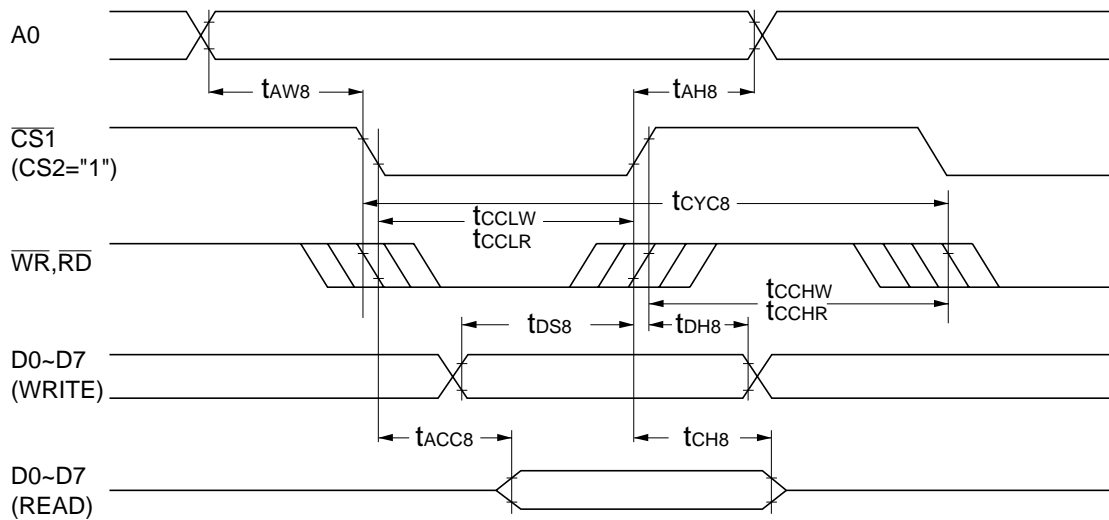 A0
tAW8
tAH8
CS1
(CS2="1")
tCYC8
tCCLW
tCCLR
WR,RD
tCCHW
tCCHR
tDS8
tDH8
D0~D7
(WRITE)
tACC8
tCH8
D0~D7
(READ)